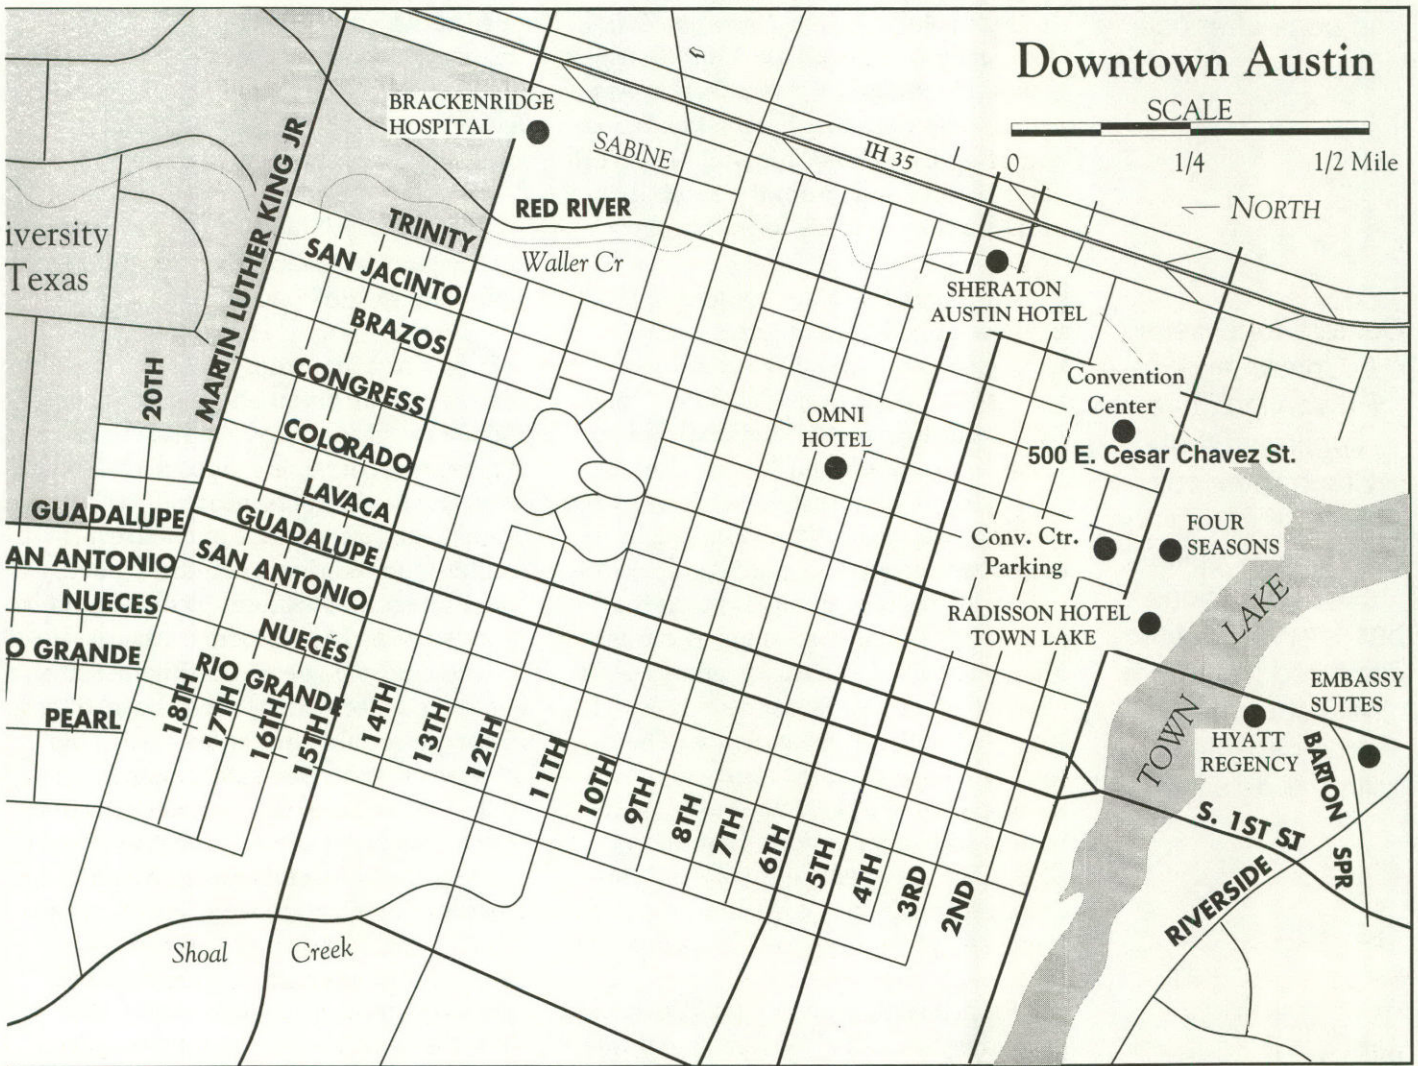 Downtown Austin
SCALE
0 1/4 1/2 Mile
NORTH
BRACKENRIDGE
HOSPITAL
SABINE
IH 35
RED RIVER
Waller Cr
iversity
Texas
MARTIN LUTHER KING JR
20TH
TRINITY
SAN JACINTO
BRAZOS
CONGRESS
COLORADO
LAVACA
GUADALUPE
SAN ANTONIO
NUECES
RIO GRANDE
GUADALUPE
AN ANTONIO
NUECES
O GRANDE
PEARL
SHERATON
AUSTIN HOTEL
OMNI
HOTEL
Convention
Center
500 E. Cesar Chavez St.
Conv. Ctr.
Parking
FOUR
SEASONS
RADISSON HOTEL
TOWN LAKE
TOWN LAKE
EMBASSY
SUITES
HYATT
REGENCY
BARTON SPR
S. 1ST ST
RIVERSIDE
18TH
17TH
16TH
15TH
14TH
13TH
12TH
11TH
10TH
9TH
8TH
7TH
6TH
5TH
4TH
3RD
2ND
Shoal Creek